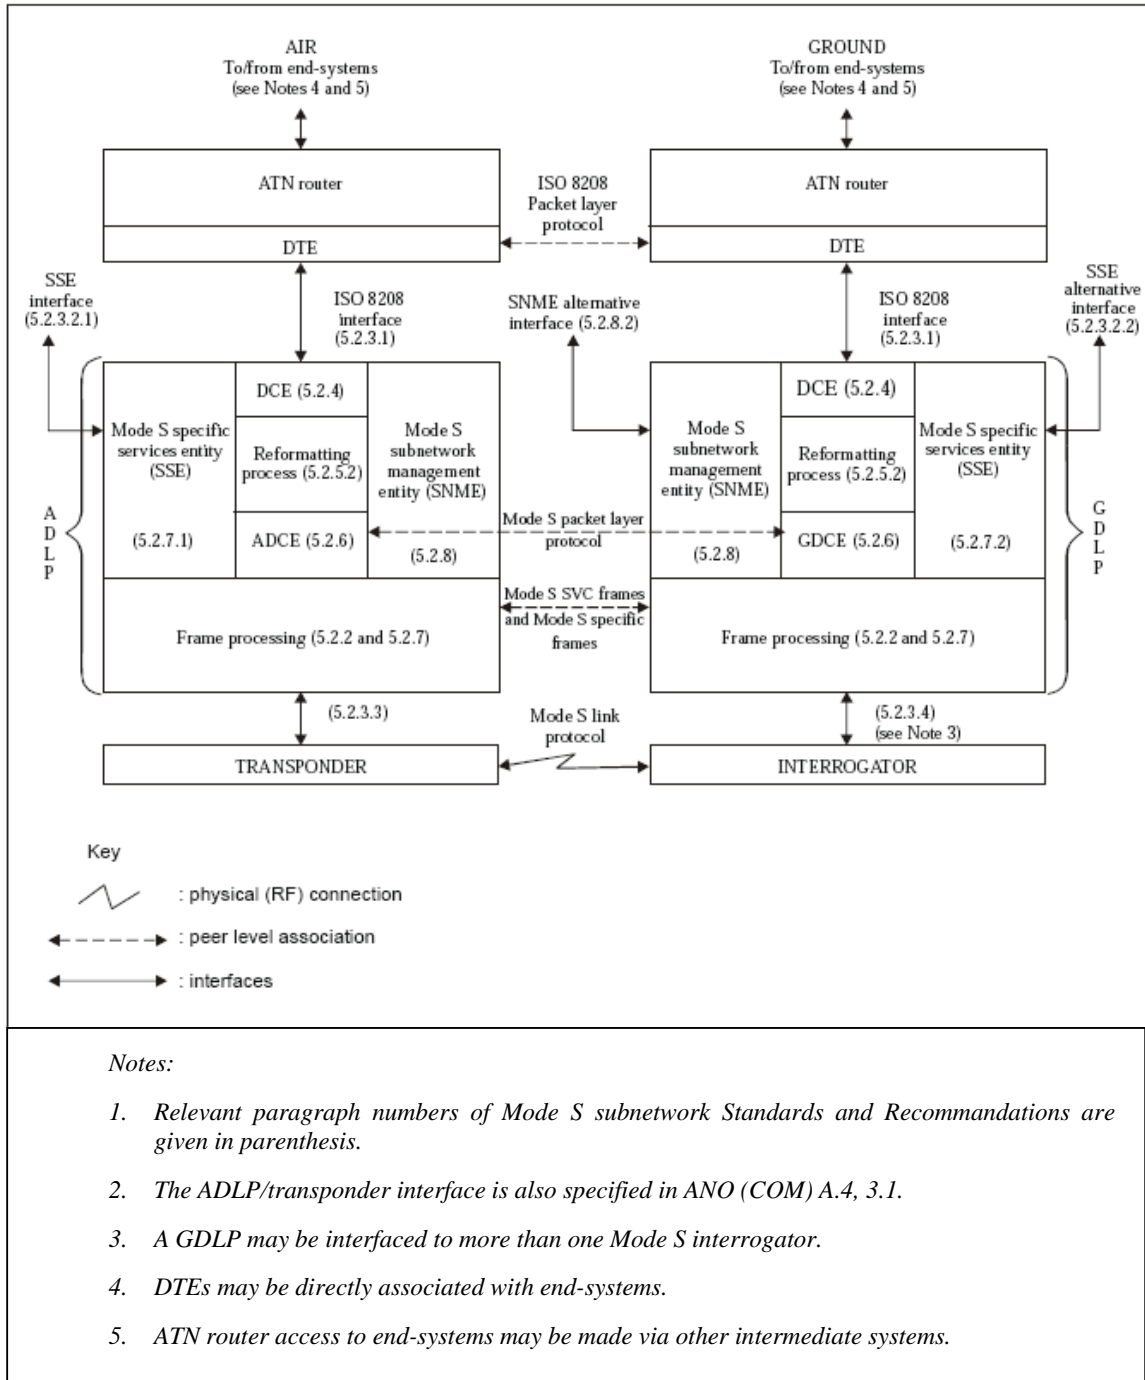 AIR
To/from end-systems
(see Notes 4 and 5)
GROUND
To/from end-systems
(see Notes 4 and 5)
ATN router
DTE
ISO 8208
Packet layer
protocol
ATN router
DTE
SSE
interface
(5.2.3.2.1)
ISO 8208
interface
(5.2.3.1)
SNME alternative
interface (5.2.8.2)
ISO 8208
interface
(5.2.3.1)
SSE
alternative
interface
(5.2.3.2.2)
A
D
L
P
Mode S specific
services entity
(SSE)
(5.2.7.1)
DCE (5.2.4)
Reformatting
process (5.2.5.2)
ADCE (5.2.6)
Mode S
subnetwork
management
entity (SNME)
(5.2.8)
Mode S packet layer
protocol
Mode S
subnetwork
management
entity (SNME)
(5.2.8)
DCE (5.2.4)
Reformatting
process (5.2.5.2)
GDCE (5.2.6)
Mode S specific
services entity
(SSE)
(5.2.7.2)
G
D
L
P
Frame processing (5.2.2 and 5.2.7)
Mode S SVC frames
and Mode S specific
frames
Frame processing (5.2.2 and 5.2.7)
(5.2.3.3)
Mode S link
protocol
(5.2.3.4)
(see Note 3)
TRANSPONDER
INTERROGATOR
Key
: physical (RF) connection
: peer level association
: interfaces
Notes:
1. Relevant paragraph numbers of Mode S subnetwork Standards and Recommandations are
given in parenthesis.
2. The ADLP/transponder interface is also specified in ANO (COM) A.4, 3.1.
3. A GDLP may be interfaced to more than one Mode S interrogator.
4. DTEs may be directly associated with end-systems.
5. ATN router access to end-systems may be made via other intermediate systems.